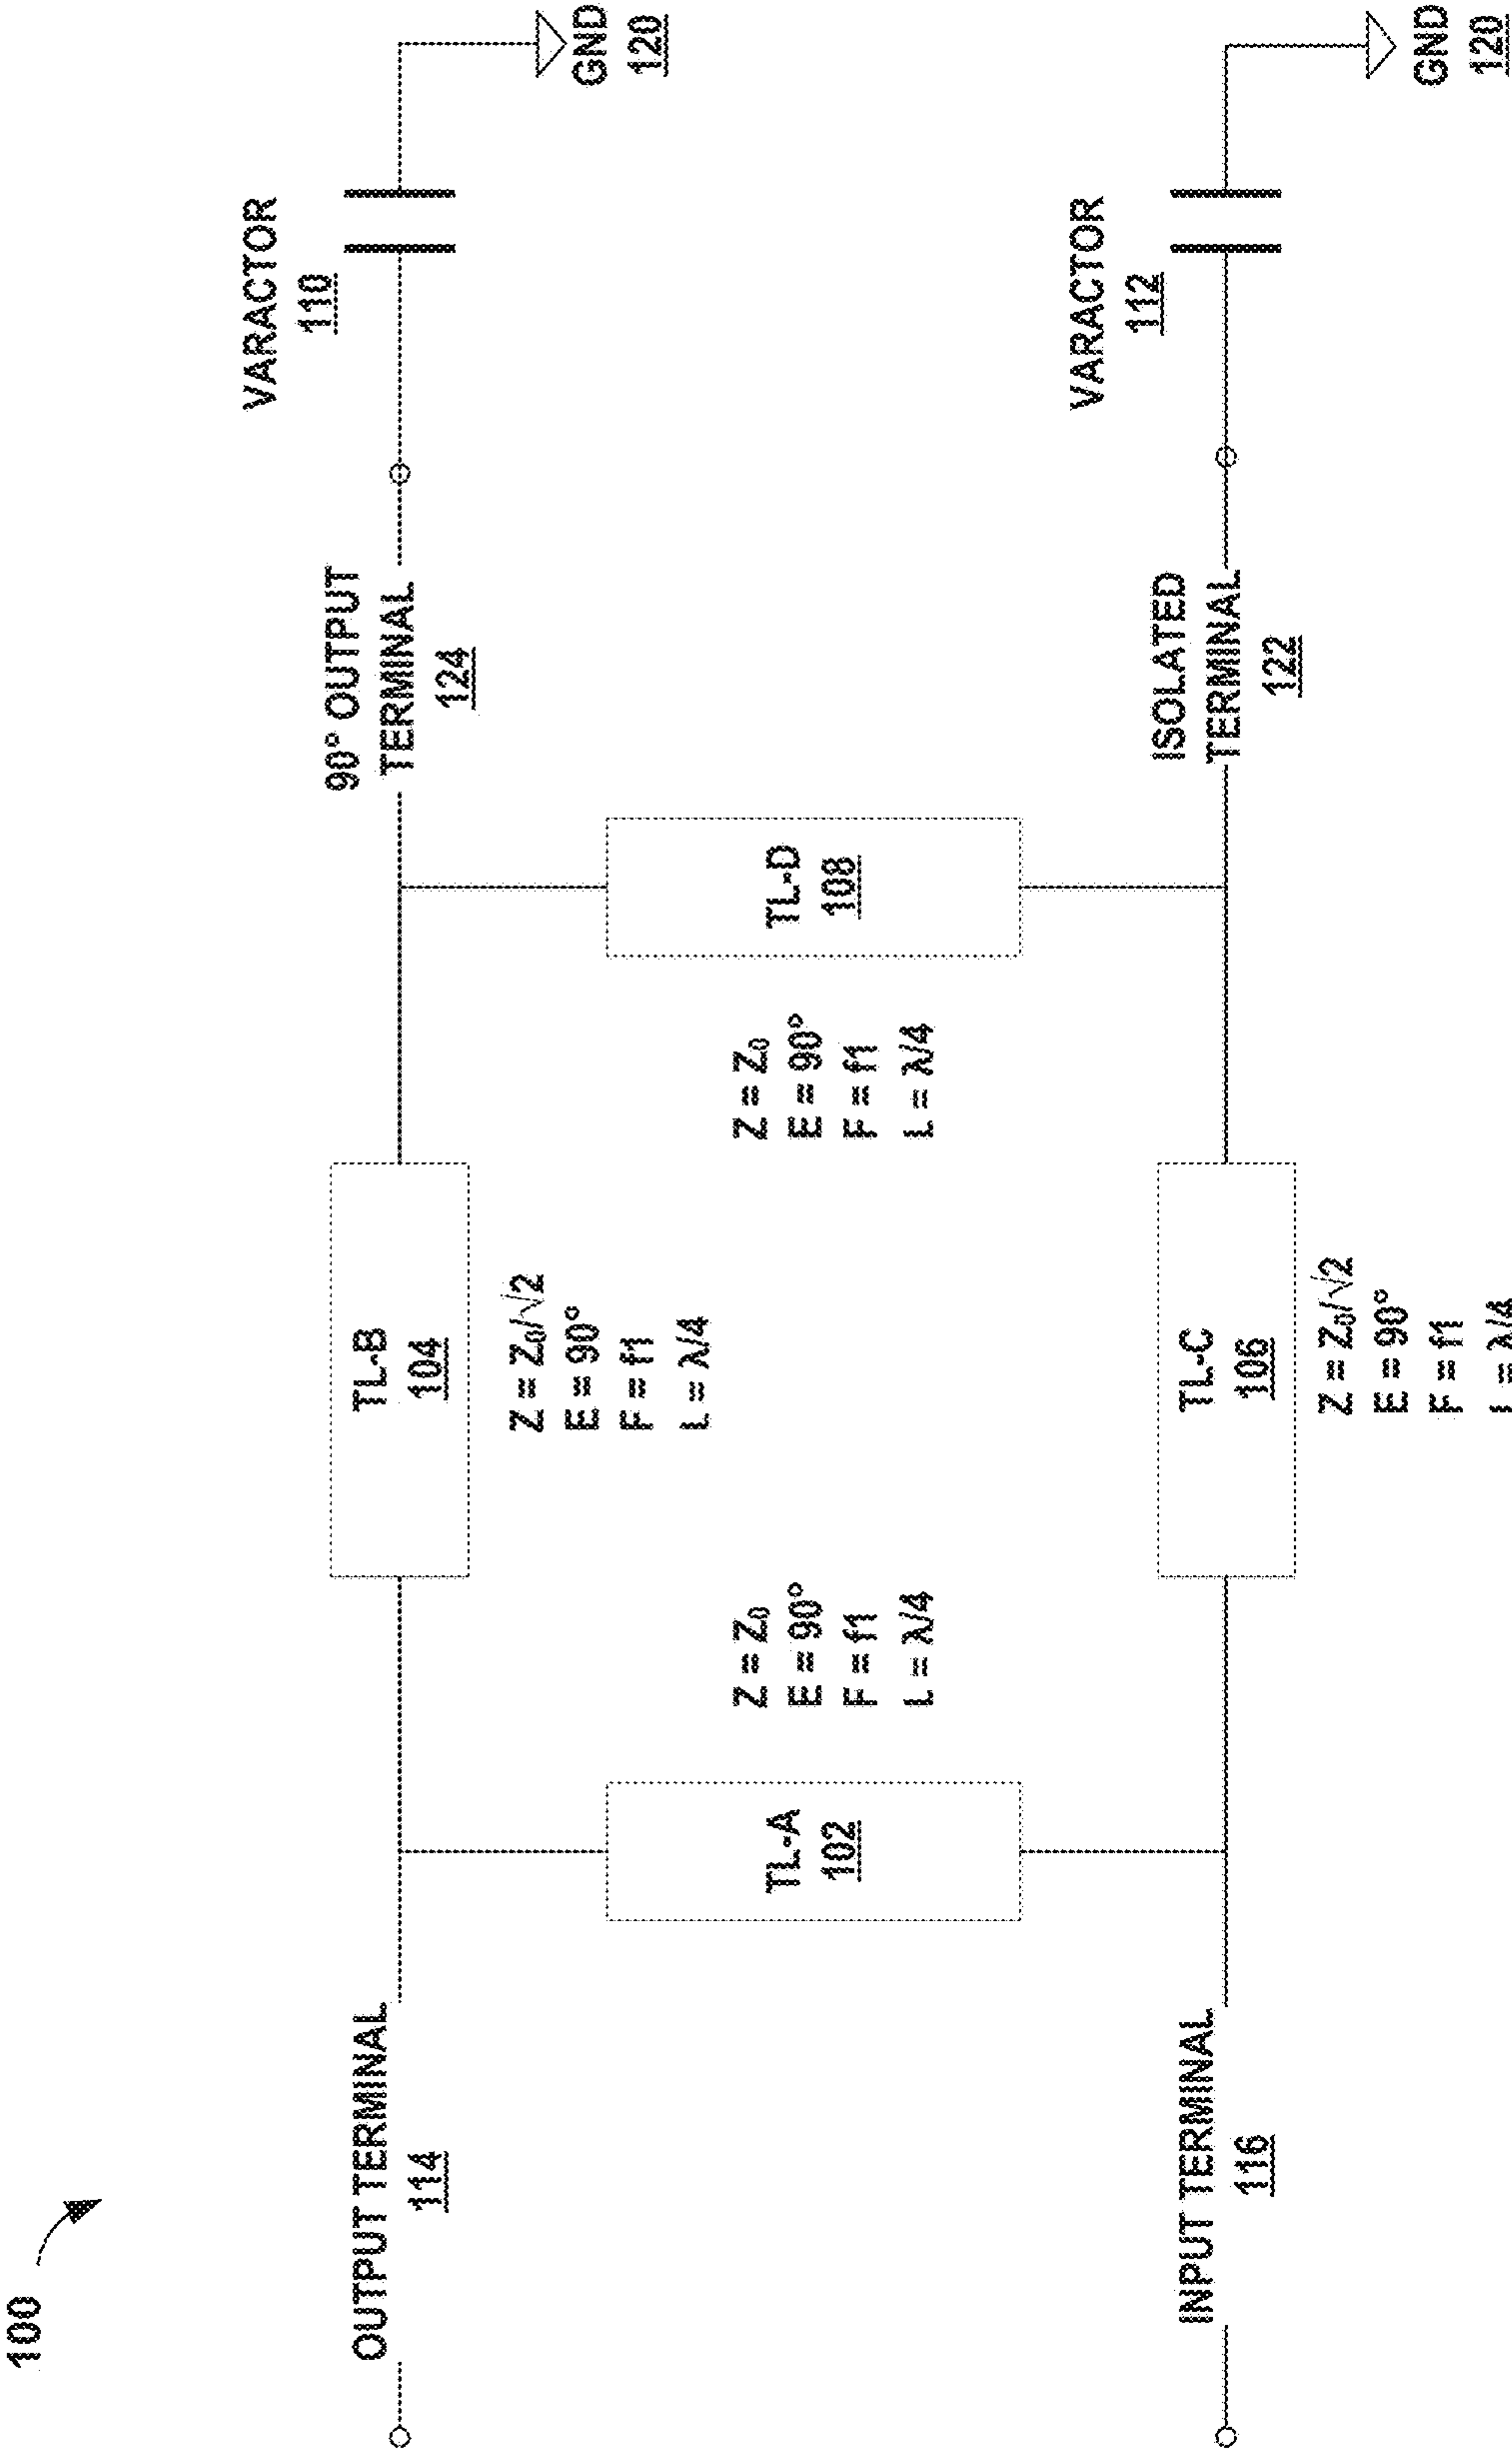 100
OUTPUT TERMINAL
114
TL-B
104
Z = Z₀/√2
E = 90°
F = f1
L = λ/4
90° OUTPUT
TERMINAL
124
VARACTOR
110
GND
120
TL-A
102
Z = Z₀
E = 90°
F = f1
L = λ/4
Z = Z₀
E = 90°
F = f1
L = λ/4
TL-D
108
INPUT TERMINAL
116
TL-C
106
Z = Z₀/√2
E = 90°
F = f1
L = λ/4
ISOLATED
TERMINAL
122
VARACTOR
112
GND
120